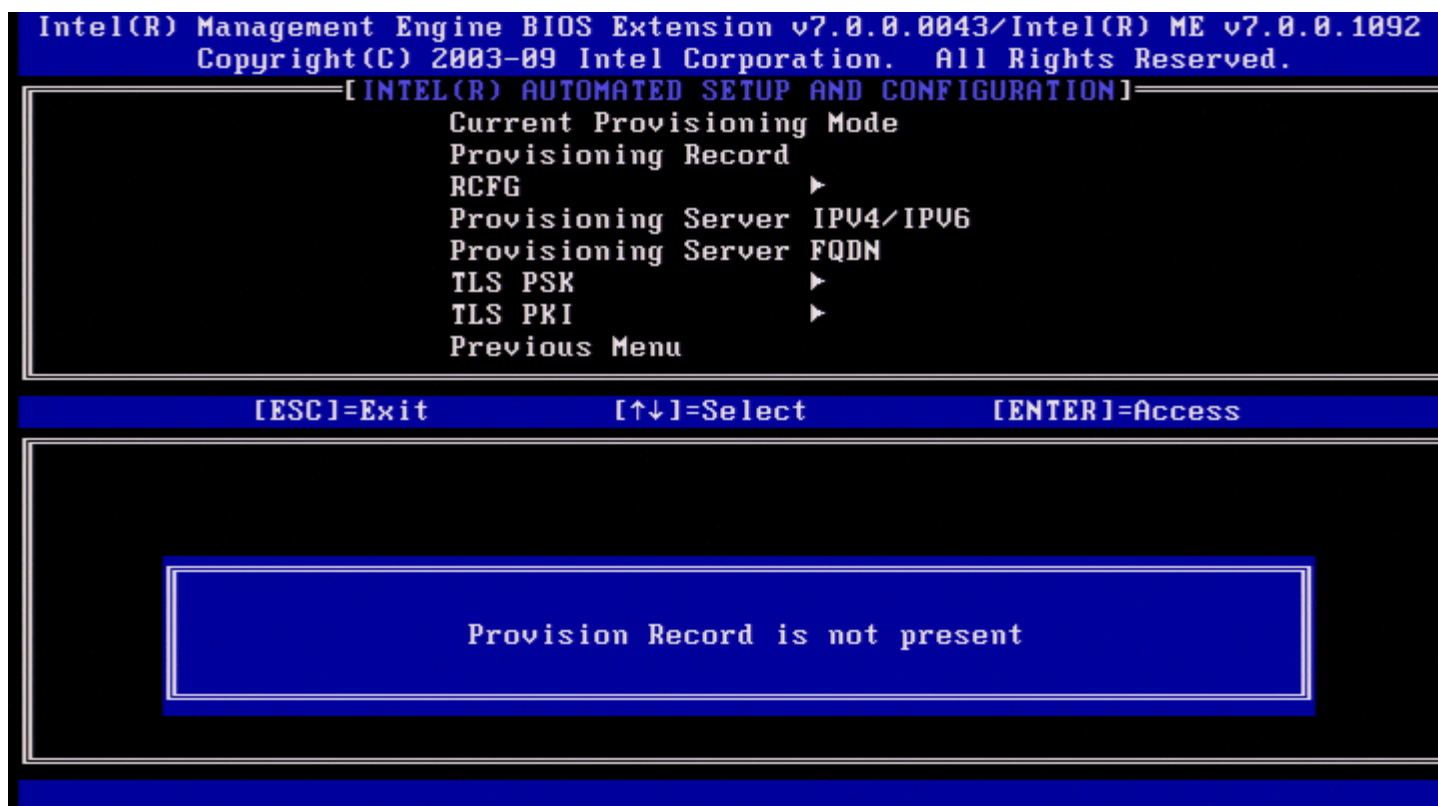 Intel(R) Management Engine BIOS Extension v7.0.0.0043/Intel(R) ME v7.0.0.1092
Copyright(C) 2003-09 Intel Corporation. All Rights Reserved.
[INTEL(R) AUTOMATED SETUP AND CONFIGURATION]
Current Provisioning Mode
Provisioning Record
RCFG ►
Provisioning Server IPV4/IPV6
Provisioning Server FQDN
TLS PSK ►
TLS PKI ►
Previous Menu
[ESC]=Exit [↑↓]=Select [ENTER]=Access
Provision Record is not present